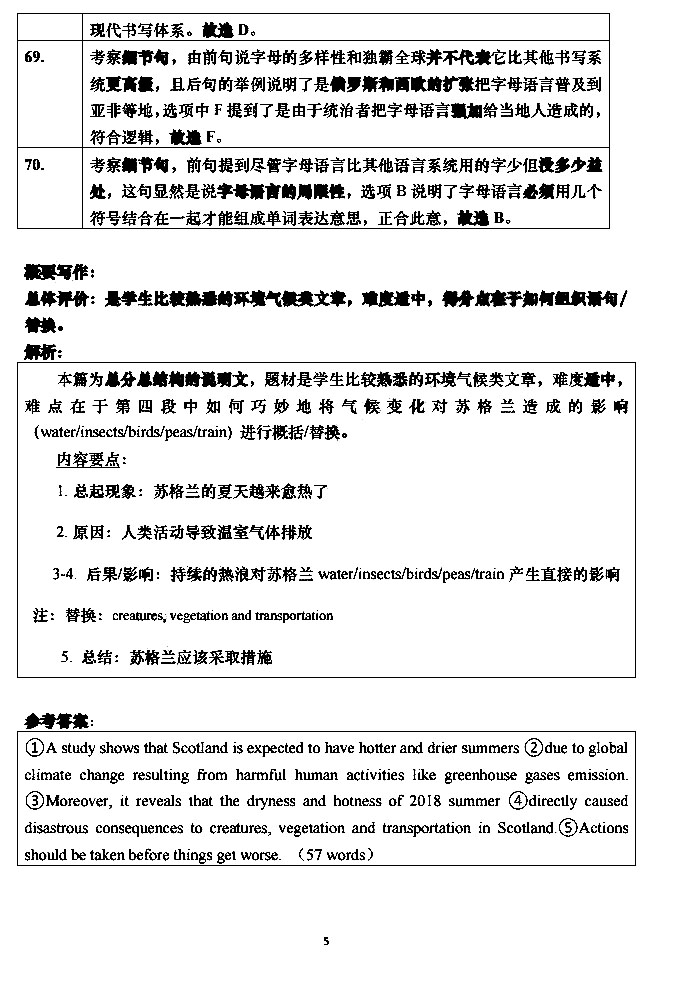 现代书写体系。故选 D。
69. 考察细节句，由前句说字母的多样性和独霸全球并不代表它比其他书写系
统更高级，且后句的举例说明了是俄罗斯和西欧的扩张把字母语言普及到
亚非等地，选项中 F 提到了是由于统治者把字母语言强加给当地人造成的，
符合逻辑，故选 F。
70. 考察细节句，前句提到尽管字母语言比其他语言系统用的字少但没多少益
处，这句显然是说字母语言的局限性，选项 B 说明了字母语言必须用几个
符号结合在一起才能组成单词表达意思，正合此意，故选 B。
概要写作：
总体评价：是学生比较熟悉的环境气候类文章，难度适中，得分点在于如何组织语句/
替换。
解析：
本篇为总分总结构的说明文，题材是学生比较熟悉的环境气候类文章，难度适中，
难点在于第四段中如何巧妙地将气候变化对苏格兰造成的影响
（water/insects/birds/peas/train）进行概括/替换。
内容要点：
1. 总起现象：苏格兰的夏天越来愈热了
2. 原因：人类活动导致温室气体排放
3-4. 后果/影响：持续的热浪对苏格兰 water/insects/birds/peas/train 产生直接的影响
注：替换：creatures, vegetation and transportation
5. 总结：苏格兰应该采取措施
参考答案：
①A study shows that Scotland is expected to have hotter and drier summers ②due to global
climate change resulting from harmful human activities like greenhouse gases emission.
③Moreover, it reveals that the dryness and hotness of 2018 summer ④directly caused
disastrous consequences to creatures, vegetation and transportation in Scotland.⑤Actions
should be taken before things get worse. （57 words）
5